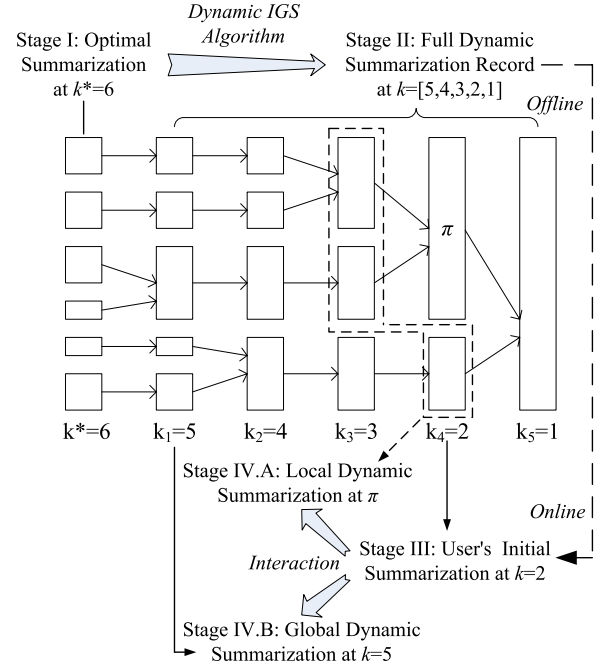 Dynamic IGS
Algorithm
Stage I: Optimal
Summarization
at k*=6
Stage II: Full Dynamic
Summarization Record
at k=[5,4,3,2,1]
Offline
π
k*=6
k₁=5
k₂=4
k₃=3
k₄=2
k₅=1
Stage IV.A: Local Dynamic
Summarization at π
Online
Interaction
Stage III: User's Initial
Summarization at k=2
Stage IV.B: Global Dynamic
Summarization at k=5